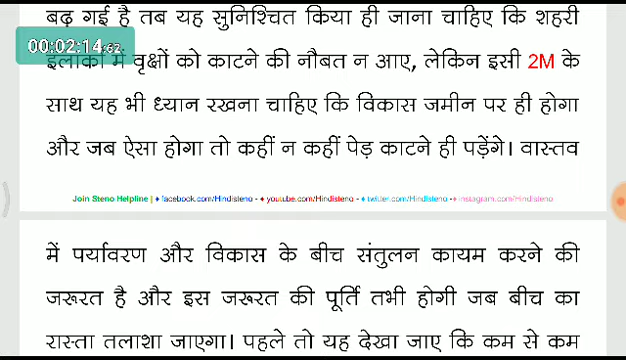 बढ़ गई है तब यह सुनिश्चित किया ही जाना चाहिए कि शहरी
00:02:14.62
इलाकों में वृक्षों को काटने की नौबत न आए, लेकिन इसी 2M के
साथ यह भी ध्यान रखना चाहिए कि विकास जमीन पर ही होगा
और जब ऐसा होगा तो कहीं न कहीं पेड़ काटने ही पड़ेंगे। वास्तव
Join Steno Helpline | ♦ facebook.com/Hindisteno - ♦ youtube.com/Hindisteno - ♦ twitter.com/Hindisteno -♦ instagram.com/Hindisteno
में पर्यावरण और विकास के बीच संतुलन कायम करने की
जरूरत है और इस जरूरत की पूर्ति तभी होगी जब बीच का
रास्ता तलाशा जाएगा। पहले तो यह देखा जाए कि कम से कम